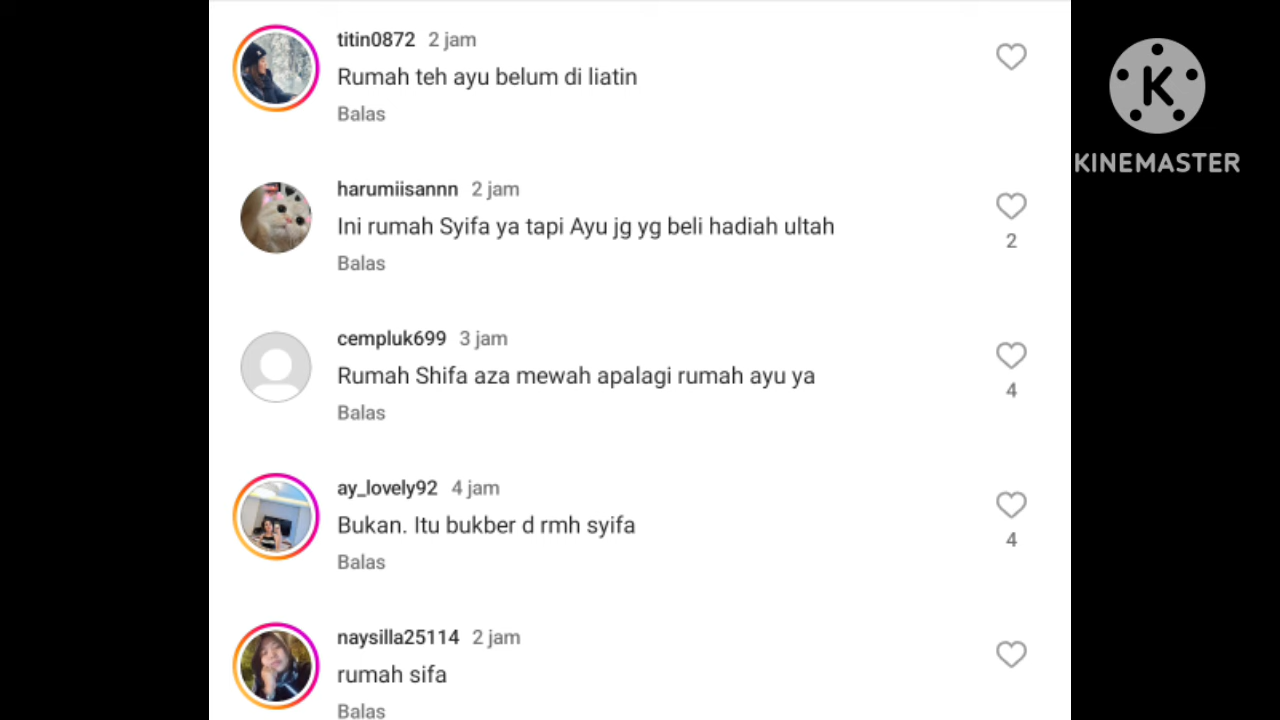 titin0872 2 jam
Rumah teh ayu belum di liatin
Balas
harumiisannn 2 jam
Ini rumah Syifa ya tapi Ayu jg yg beli hadiah ultah
2
Balas
cempluk699 3 jam
Rumah Shifa aza mewah apalagi rumah ayu ya
4
Balas
ay_lovely92 4 jam
Bukan. Itu bukber d rmh syifa
4
Balas
naysilla25114 2 jam
rumah sifa
Balas
K
KINEMASTER